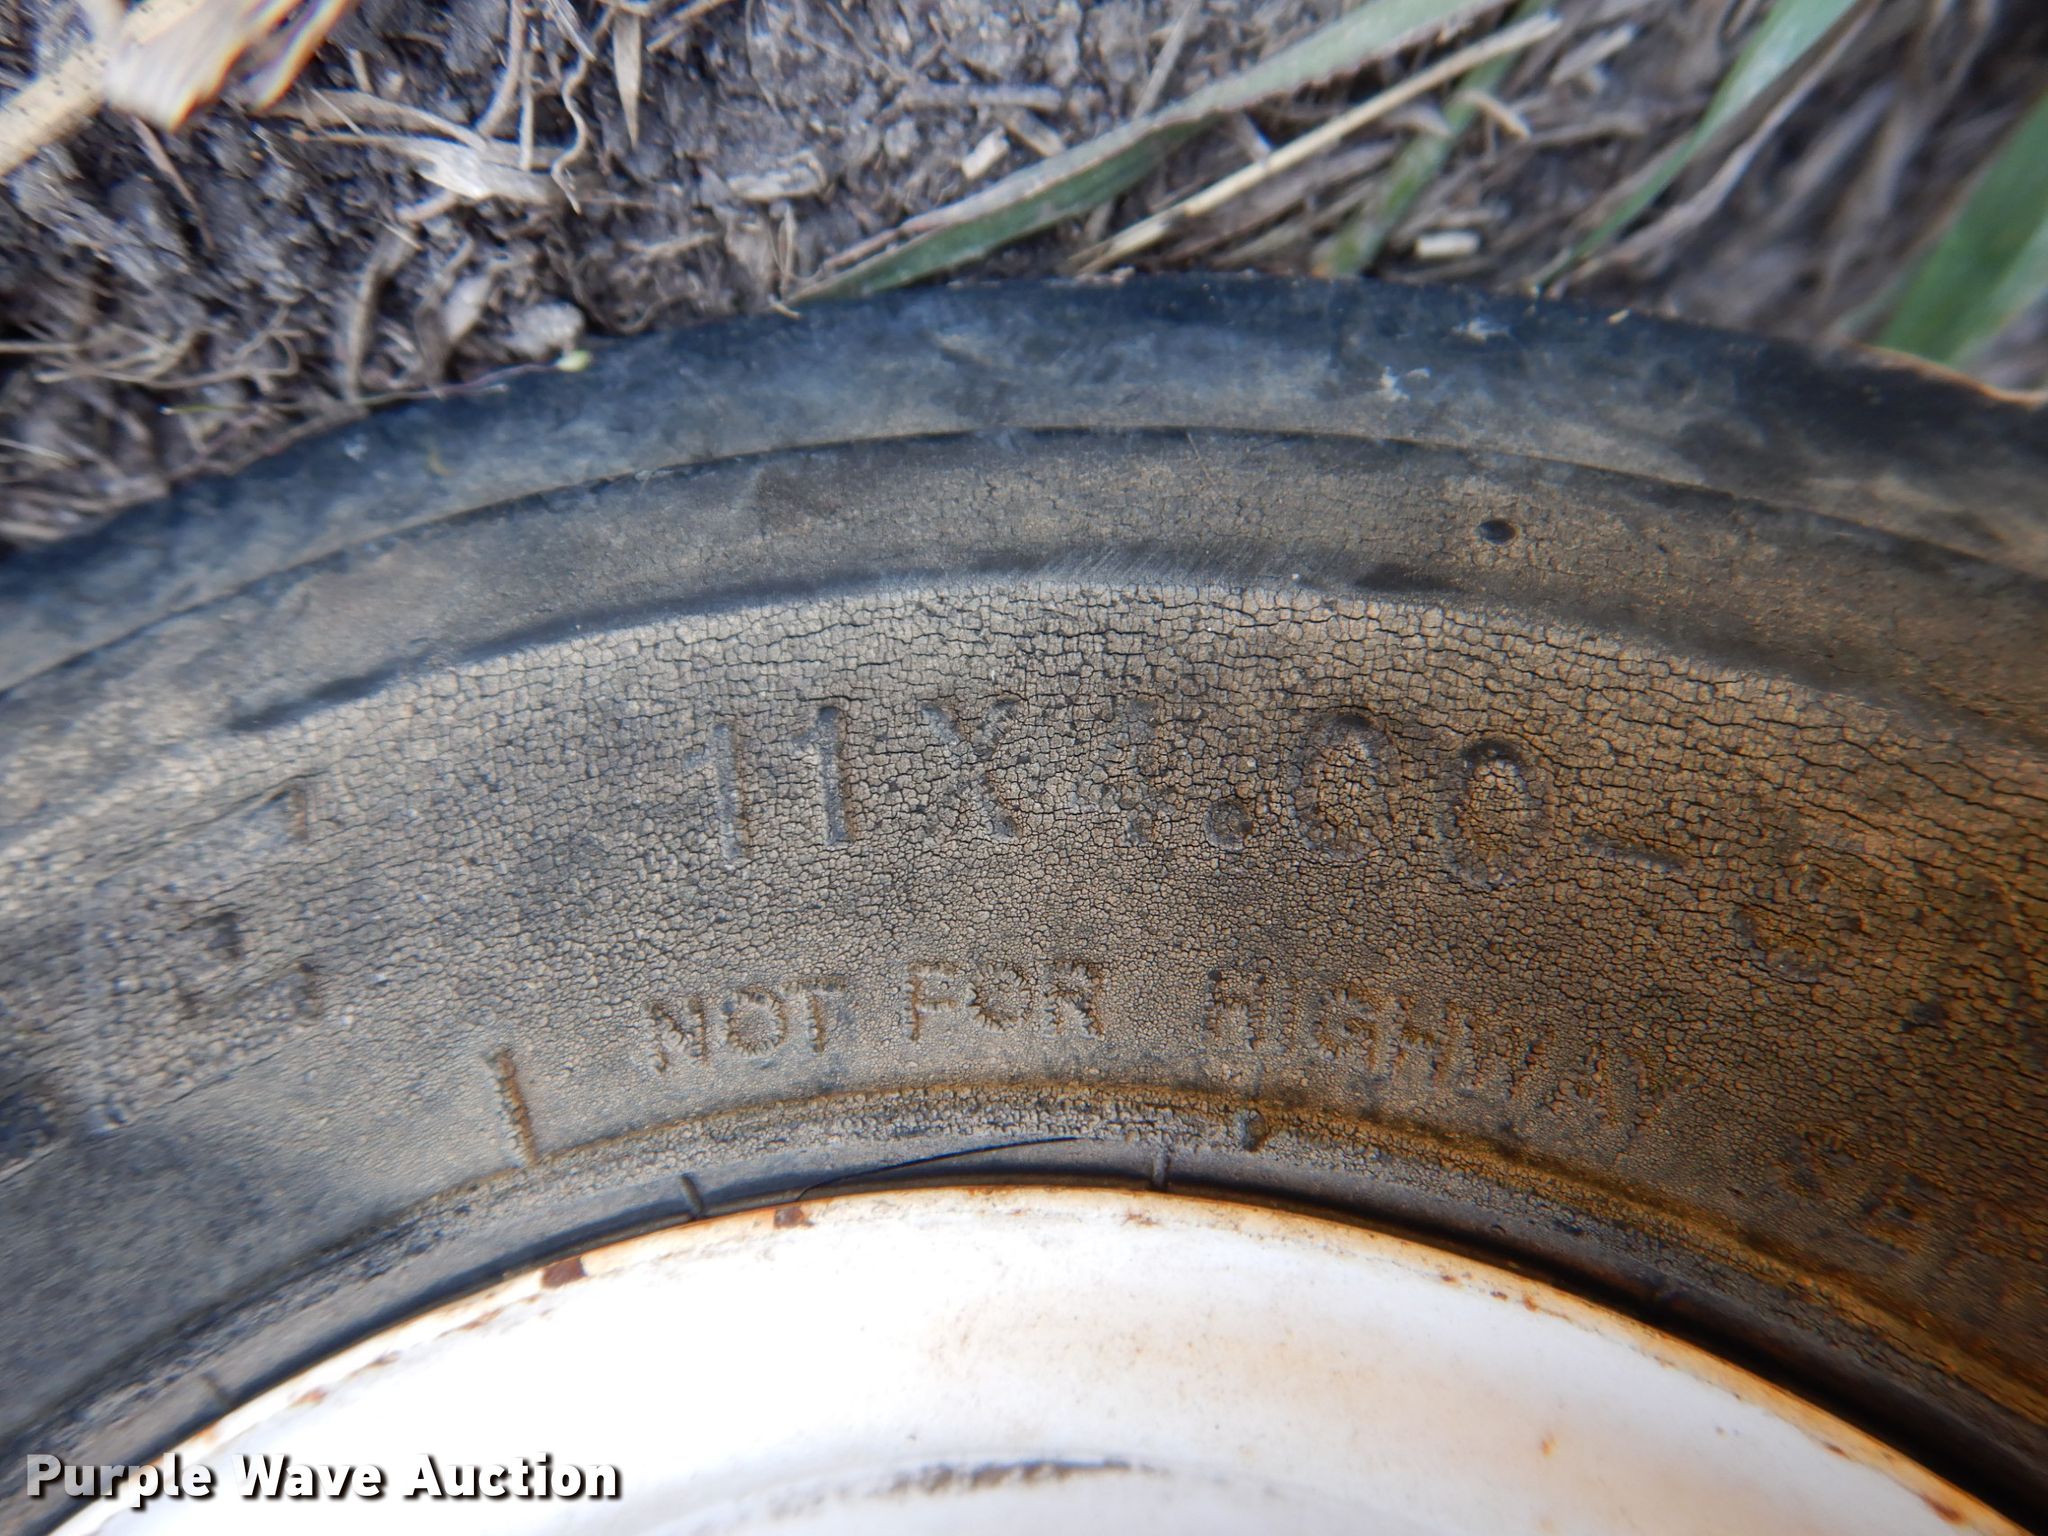 11X4.00-
NOT FOR HIGHWAY
Purple Wave Auction